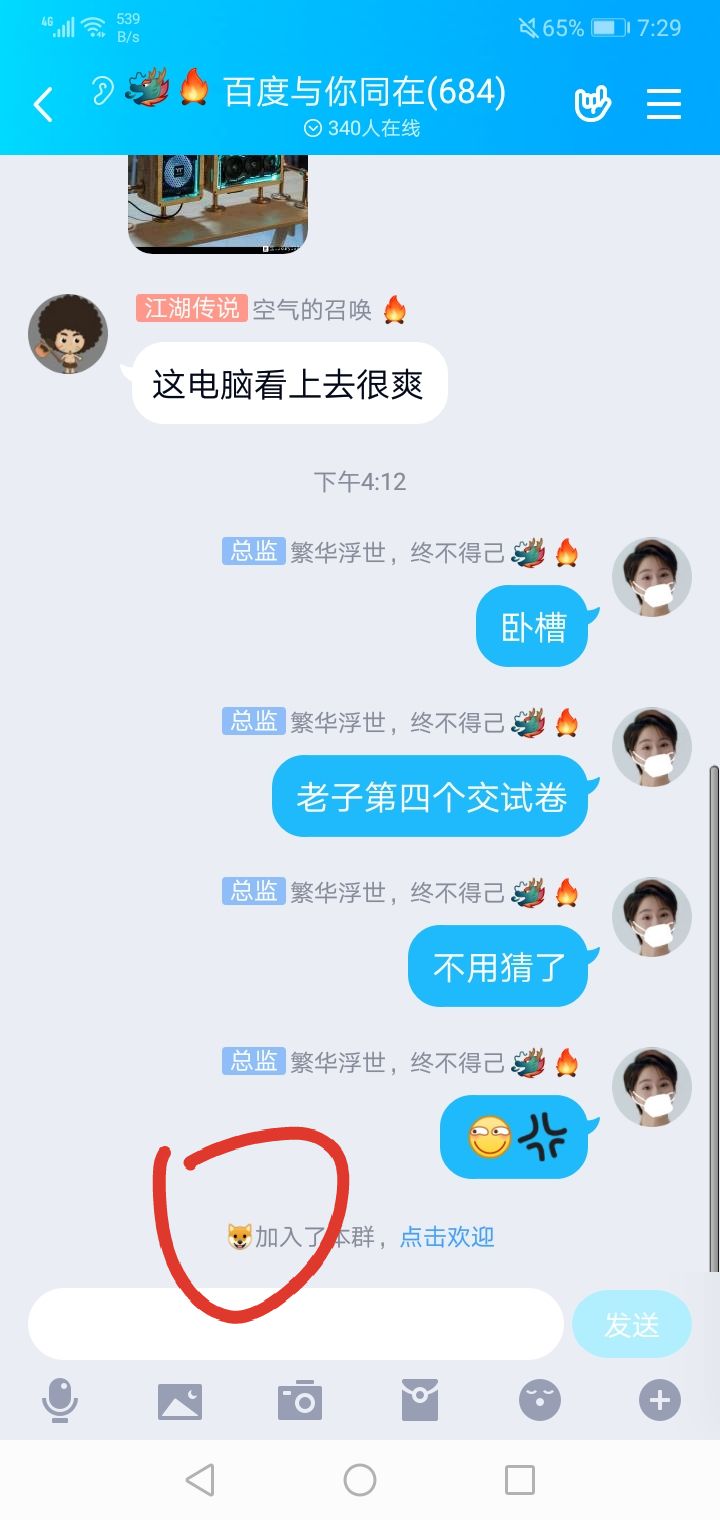 4G 539 B/s 65% 7:29
百度与你同在(684)
340人在线
江湖传说 空气的召唤
这电脑看上去很爽
下午4:12
总监 繁华浮世，终不得己
卧槽
总监 繁华浮世，终不得己
老子第四个交试卷
总监 繁华浮世，终不得己
不用猜了
总监 繁华浮世，终不得己
加入了本群，点击欢迎
发送